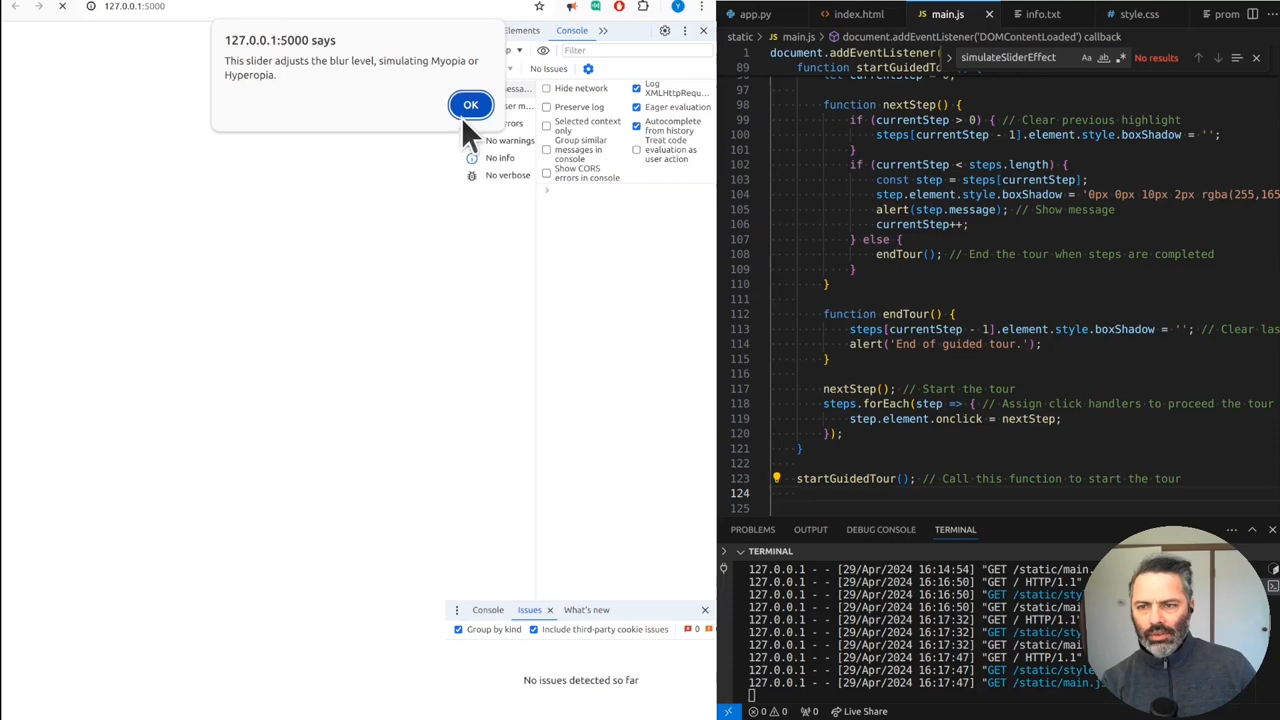 127.0.0.1:5000
127.0.0.1:5000 says
This slider adjusts the blur level, simulating Myopia or
Hyperopia.
OK
Elements
Console
Filter
No Issues
Hide network
Preserve log
Selected context
only
Group similar
messages in
console
Show CORS
errors in console
Log
XMLHttpRequ...
Eager evaluation
Autocomplete
from history
Treat code
evaluation as
user action
No warnings
No info
No verbose
Console
Issues
What's new
Group by kind
Include third-party cookie issues
0
No issues detected so far
app.py
index.html
main.js
info.txt
style.css
prom
static > main.js > document.addEventListener('DOMContentLoaded') callback
simulateSliderEffect
Aa
ab
No results
1 document.addEventListener(
89 function startGuidedTo
98 function nextStep() {
99 if (currentStep > 0) { // Clear previous highlight
100 steps[currentStep - 1].element.style.boxShadow = '';
101 }
102 if (currentStep < steps.length) {
103 const step = steps[currentStep];
104 step.element.style.boxShadow = '0px 0px 10px 2px rgba(255,165
105 alert(step.message); // Show message
106 currentStep++;
107 } else {
108 endTour(); // End the tour when steps are completed
109 }
110 }
111
112 function endTour() {
113 steps[currentStep - 1].element.style.boxShadow = ''; // Clear las
114 alert('End of guided tour.');
115 }
116
117 nextStep(); // Start the tour
118 steps.forEach(step => { // Assign click handlers to proceed the tour
119 step.element.onclick = nextStep;
120 });
121 }
122
123 startGuidedTour(); // Call this function to start the tour
124
125
PROBLEMS
OUTPUT
DEBUG CONSOLE
TERMINAL
TERMINAL
127.0.0.1 - - [29/Apr/2024 16:14:54] "GET /static/main.
127.0.0.1 - - [29/Apr/2024 16:16:50] "GET / HTTP/1.1"
127.0.0.1 - - [29/Apr/2024 16:16:50] "GET /static/sty
127.0.0.1 - - [29/Apr/2024 16:16:50] "GET /static/mai
127.0.0.1 - - [29/Apr/2024 16:17:32] "GET / HTTP/1.1"
127.0.0.1 - - [29/Apr/2024 16:17:32] "GET /static/sty
127.0.0.1 - - [29/Apr/2024 16:17:32] "GET /static/mai
127.0.0.1 - - [29/Apr/2024 16:17:47] "GET / HTTP/1.1"
127.0.0.1 - - [29/Apr/2024 16:17:47] "GET /static/style
127.0.0.1 - - [29/Apr/2024 16:17:47] "GET /static/main.j
0 0 0 Live Share